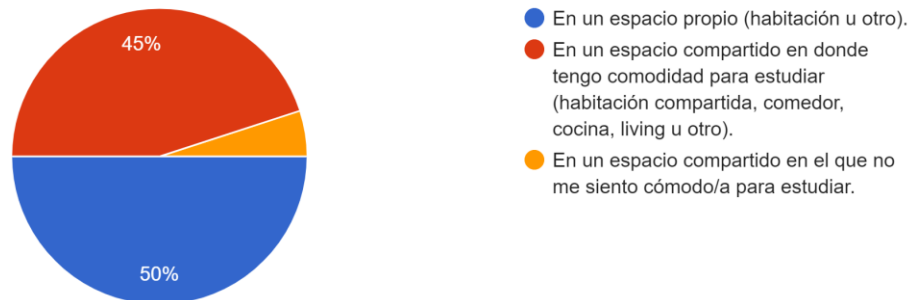 45%
50%
En un espacio propio (habitación u otro).
En un espacio compartido en donde
tengo comodidad para estudiar
(habitación compartida, comedor,
cocina, living u otro).
En un espacio compartido en el que no
me siento cómodo/a para estudiar.